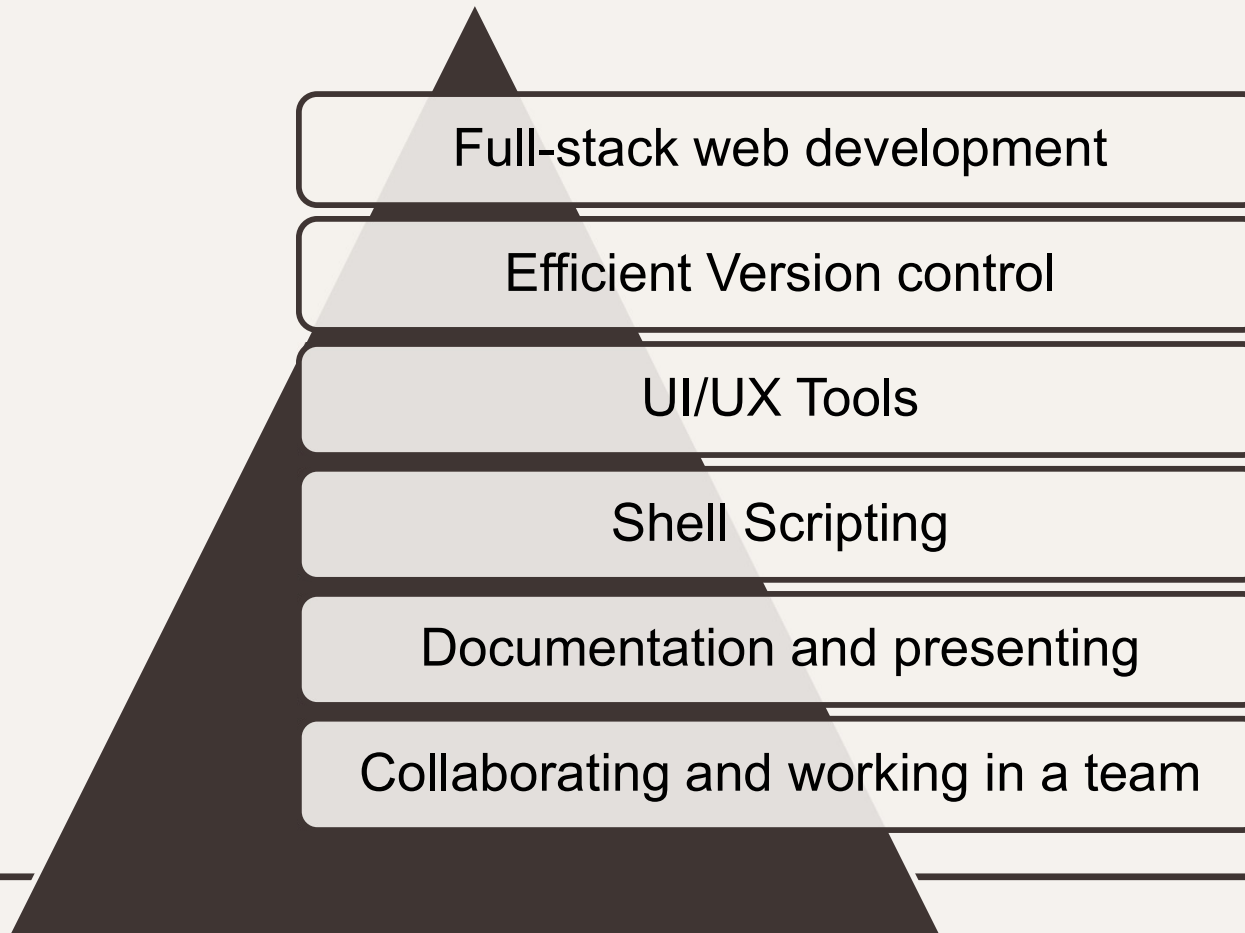 Full-stack web development
Efficient Version control
UI/UX Tools
Shell Scripting
Documentation and presenting
Collaborating and working in a team